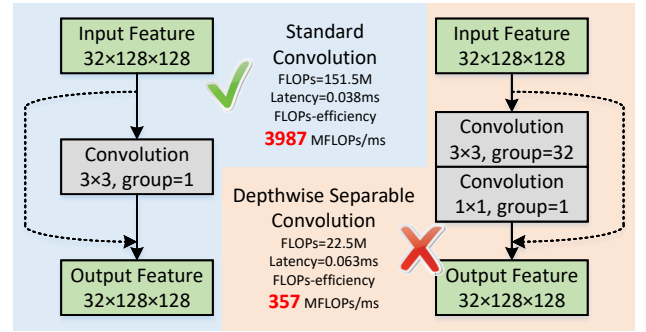 Input Feature
32×128×128
Convolution
3×3, group=1
Output Feature
32×128×128
Standard
Convolution
FLOPs=151.5M
Latency=0.038ms
FLOPs-efficiency
3987 MFLOPs/ms
Depthwise Separable
Convolution
FLOPs=22.5M
Latency=0.063ms
FLOPs-efficiency
357 MFLOPs/ms
Input Feature
32×128×128
Convolution
3×3, group=32
Convolution
1×1, group=1
Output Feature
32×128×128